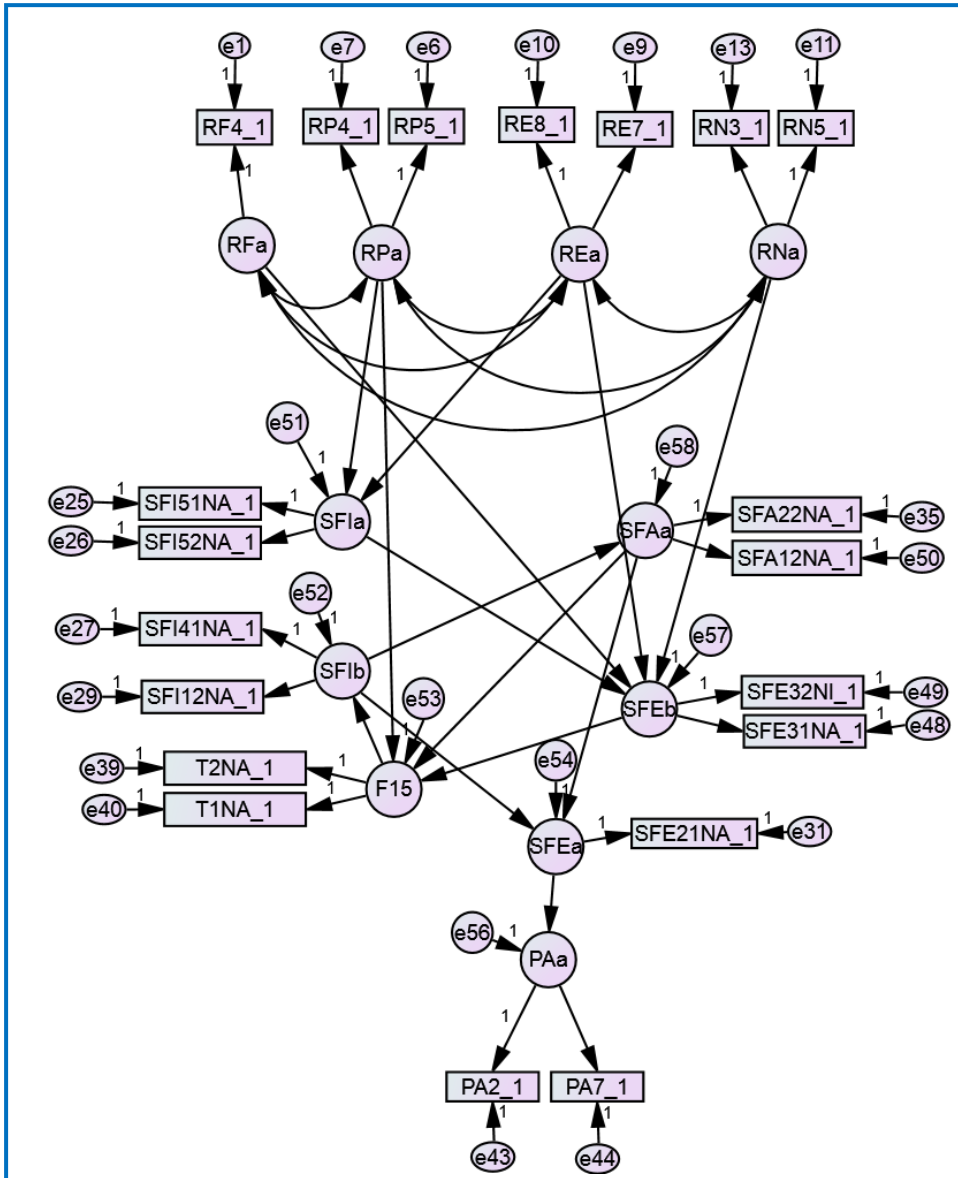 e1
e7
e6
e10
e9
e13
e11
1
1
1
1
1
1
1
RF4_1
RP4_1
RP5_1
RE8_1
RE7_1
RN3_1
RN5_1
1
1
1
1
RFa
RPa
REa
RNa
e51
1
e58
1
e25
1
SFI51NA_1
1
SFIa
SFAa
1
SFA22NA_1
1
e35
e26
1
SFI52NA_1
SFA12NA_1
1
e50
e52
1
e27
1
SFI41NA_1
1
SFIb
e57
1
e29
1
SFI12NA_1
e53
1
SFEb
1
SFE32NI_1
1
e49
SFE31NA_1
1
e48
e39
1
T2NA_1
1
F15
e54
1
e40
1
T1NA_1
1
SFEa
1
SFE21NA_1
1
e31
e56
1
PAa
1
PA2_1
PA7_1
1
1
e43
e44